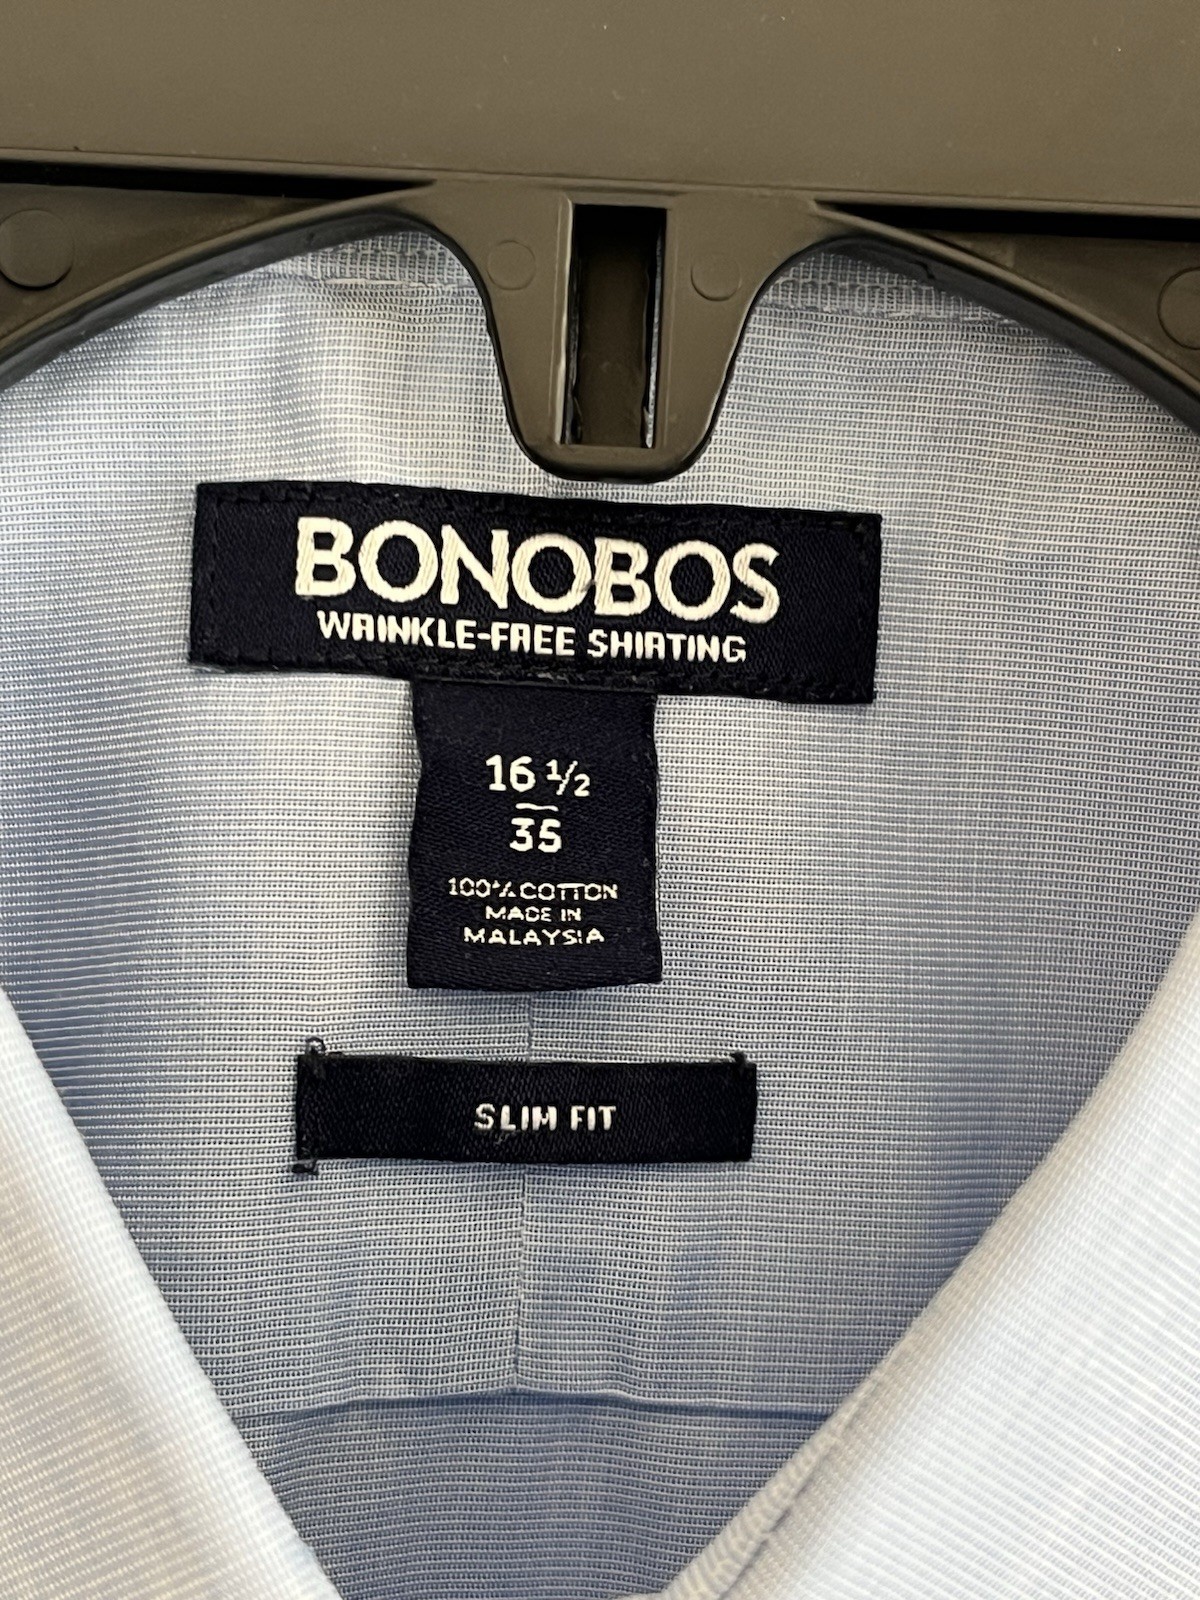 BONOBOS
WRINKLE-FREE SHIRTING
16 1/2
35
100% COTTON
MADE IN
MALAYSIA
SLIM FIT